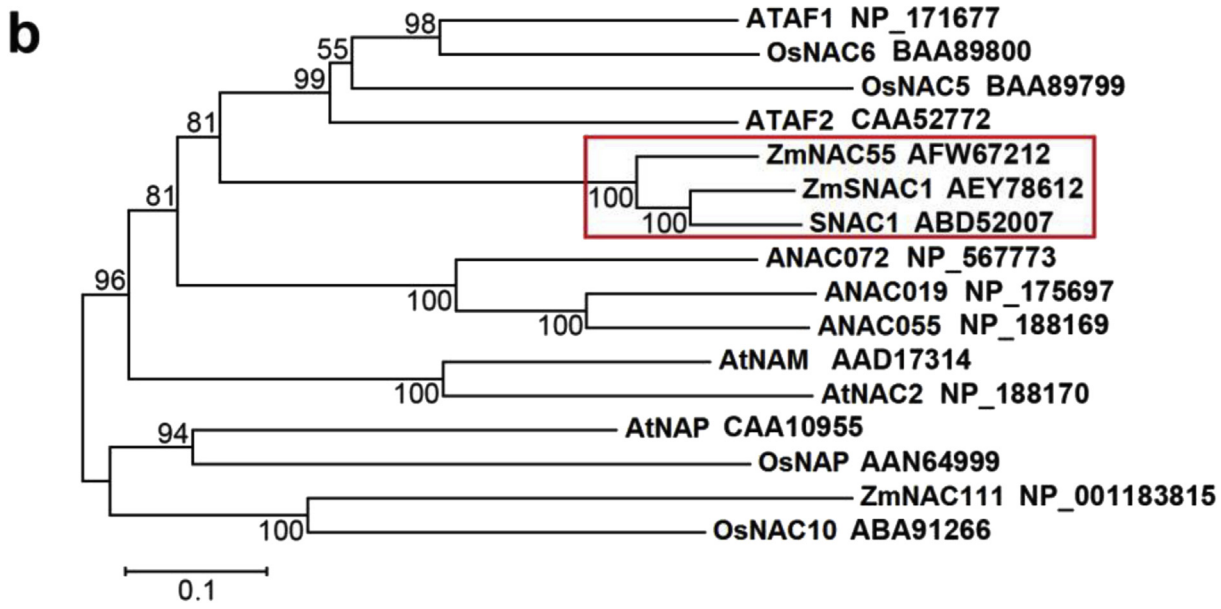 b
98
ATAF1 NP_171677
OsNAC6 BAA89800
55
OsNAC5 BAA89799
99
ATAF2 CAA52772
81
ZmNAC55 AFW67212
100
ZmSNAC1 AEY78612
100
SNAC1 ABD52007
81
ANAC072 NP_567773
100
ANAC019 NP_175697
100
ANAC055 NP_188169
96
AtNAM AAD17314
100
AtNAC2 NP_188170
94
AtNAP CAA10955
OsNAP AAN64999
ZmNAC111 NP_001183815
100
OsNAC10 ABA91266
0.1